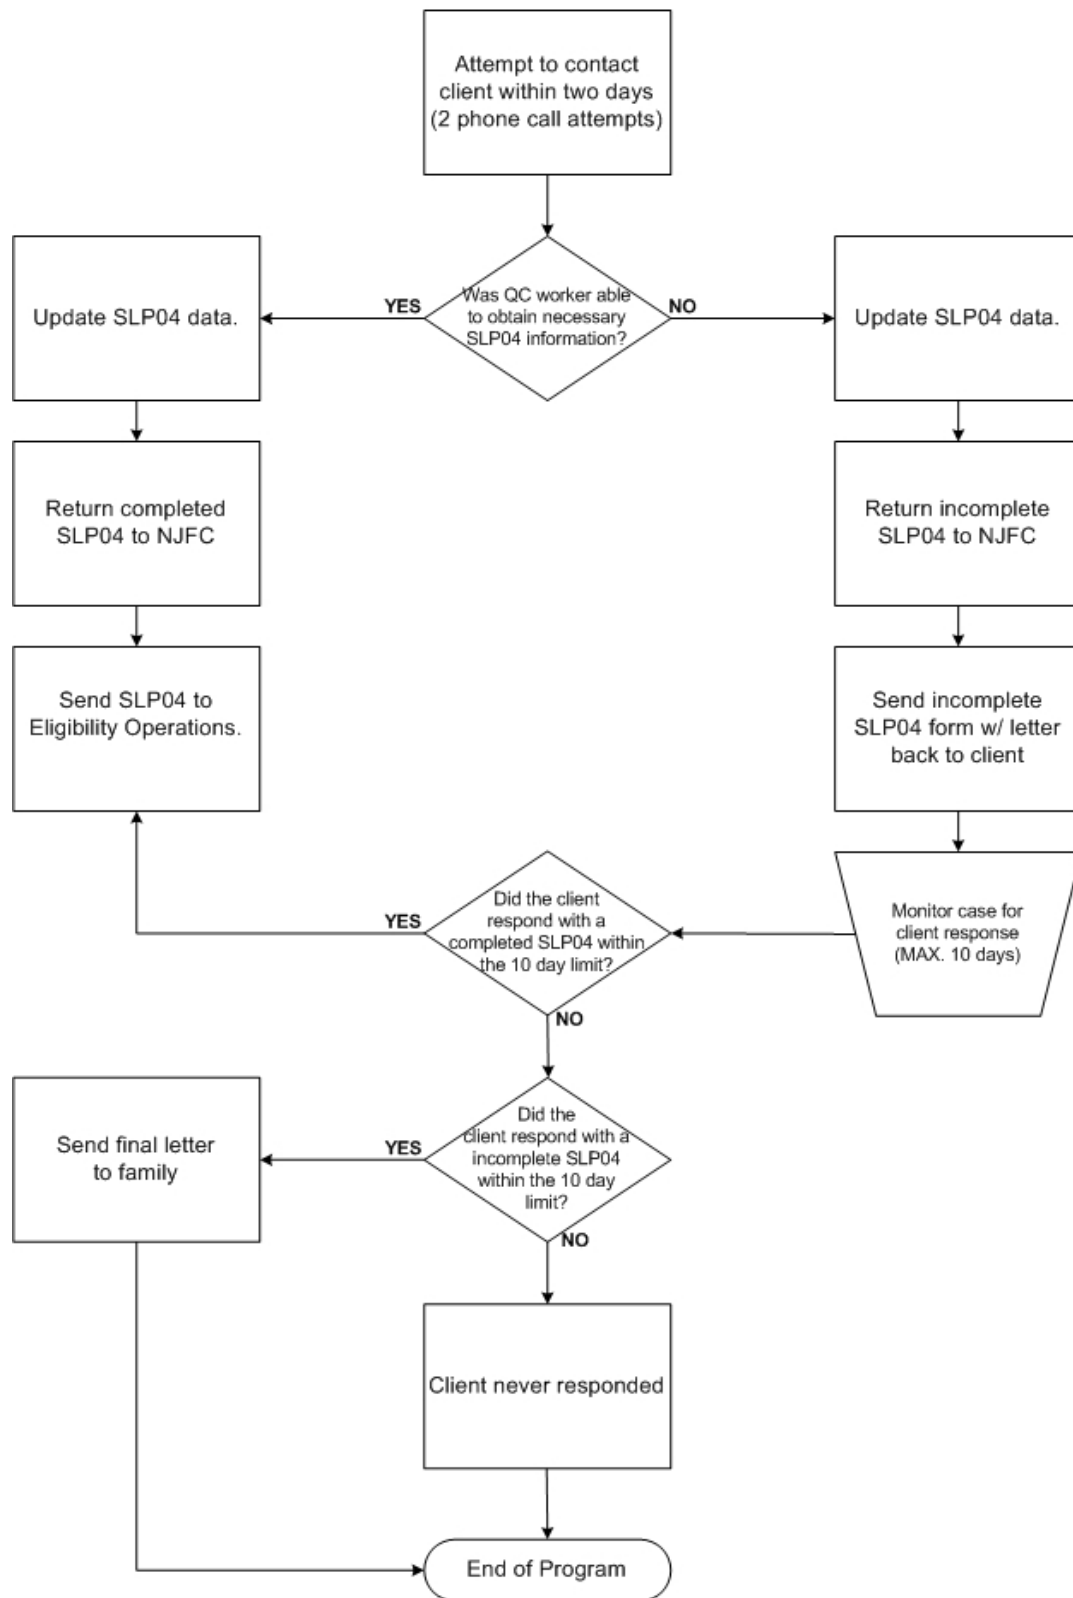 Attempt to contact
client within two days
(2 phone call attempts)
Update SLP04 data.
YES
Was QC worker able
to obtain necessary
SLP04 information?
NO
Update SLP04 data.
Return completed
SLP04 to NJFC
Return incomplete
SLP04 to NJFC
Send SLP04 to
Eligibility Operations.
Send incomplete
SLP04 form w/ letter
back to client
YES
Did the client
respond with a
completed SLP04 within
the 10 day limit?
Monitor case for
client response
(MAX. 10 days)
NO
Send final letter
to family
YES
Did the
client respond with a
incomplete SLP04
within the 10 day
limit?
NO
Client never responded
End of Program